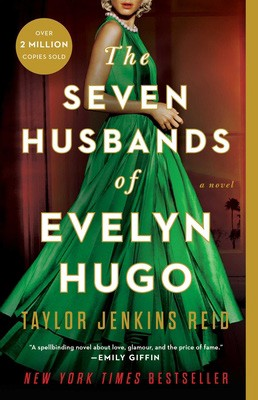 OVER
2 MILLION
COPIES SOLD
The
SEVEN
HUSBANDS
of
a novel
EVELYN
HUGO
TAYLOR JENKINS REID
"A spellbinding novel about love, glamour, and the price of fame."
—EMILY GIFFIN
NEW YORK TIMES BESTSELLER